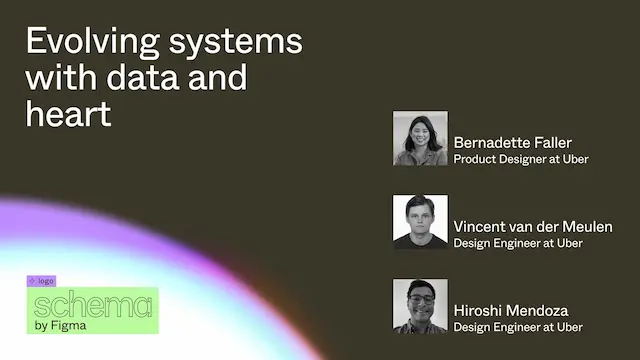 Evolving systems
with data and
heart
Bernadette Faller
Product Designer at Uber
Vincent van der Meulen
Design Engineer at Uber
Hiroshi Mendoza
Design Engineer at Uber
logo
schema
by Figma